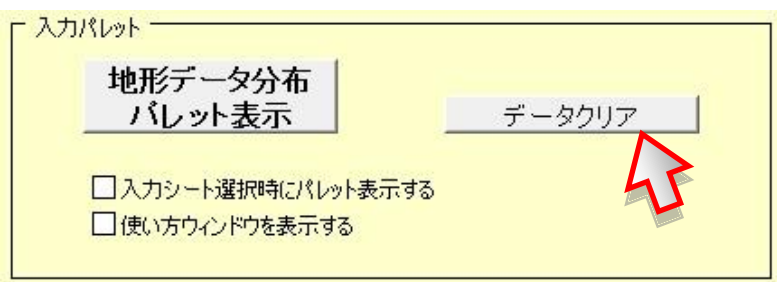 入力パレット
地形データ分布
パレット表示
データクリア
入力シート選択時にパレット表示する
使い方ウィンドウを表示する